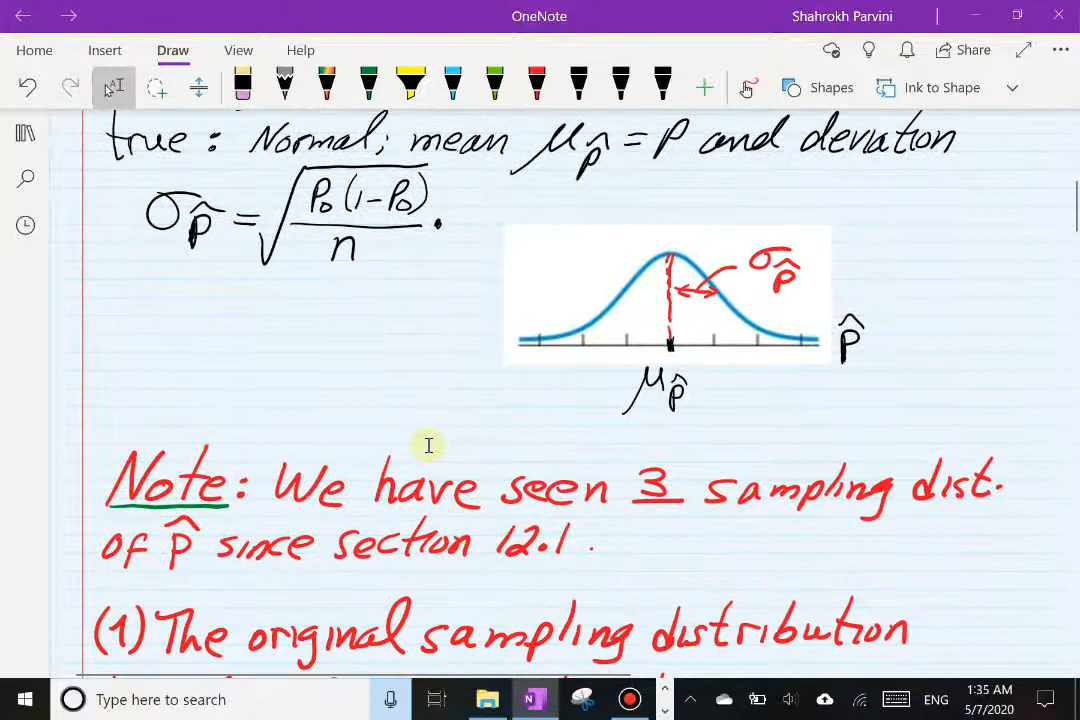 OneNote
Shahrokh Parvini
Home Insert Draw View Help
Share
Shapes
Ink to Shape
true: Normal; mean μp̂ = P and deviation
σp̂ = √(P₀(1-P₀)/n).
σp̂
p̂
μp̂
Note: We have seen 3 sampling dist.
of p̂ since section 12.1.
(1) The original sampling distribution
Type here to search
ENG
1:35 AM
5/7/2020